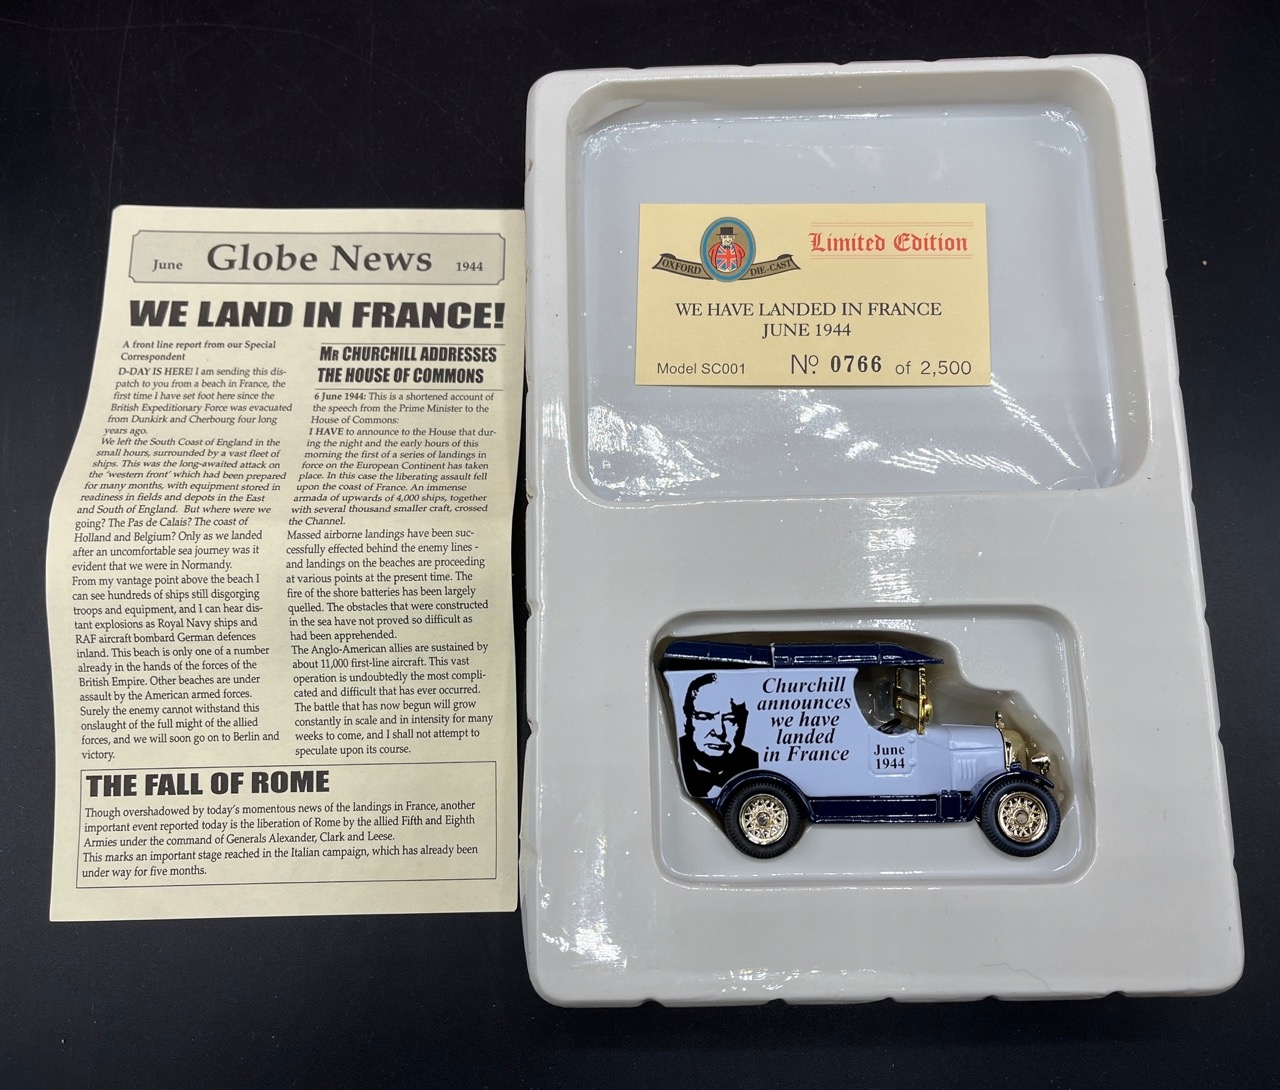 June Globe News 1944
WE LAND IN FRANCE!
A front line report from our Special
Correspondent
D-DAY IS HERE! I am sending this dis-
patch to you from a beach in France, the
first time I have set foot here since the
British Expeditionary Force was evacuated
from Dunkirk and Cherbourg four long
years ago.
We left the South Coast of England in the
small hours, surrounded by a vast fleet of
ships. This was the long-awaited attack on
the 'western front' which had been prepared
for many months, with equipment stored in
readiness in fields and depots in the East
and South of England. But where were we
going? The Pas de Calais? The coast of
Holland and Belgium? Only as we landed
after an uncomfortable sea journey was it
evident that we were in Normandy.
From my vantage point above the beach I
can see hundreds of ships still disgorging
troops and equipment, and I can hear dis-
tant explosions as Royal Navy ships and
RAF aircraft bombard German defences
inland. This beach is only one of a number
already in the hands of the forces of the
British Empire. Other beaches are under
assault by the American armed forces.
Surely the enemy cannot withstand this
onslaught of the full might of the allied
forces, and we will soon go on to Berlin and
victory.
MR CHURCHILL ADDRESSES
THE HOUSE OF COMMONS
6 June 1944: This is a shortened account of
the speech from the Prime Minister to the
House of Commons:
I HAVE to announce to the House that dur-
ing the night and the early hours of this
morning the first of a series of landings in
force on the European Continent has taken
place. In this case the liberating assault fell
upon the coast of France. An immense
armada of upwards of 4,000 ships, together
with several thousand smaller craft, crossed
the Channel.
Massed airborne landings have been suc-
cessfully effected behind the enemy lines -
and landings on the beaches are proceeding
at various points at the present time. The
fire of the shore batteries has been largely
quelled. The obstacles that were constructed
in the sea have not proved so difficult as
had been apprehended.
The Anglo-American allies are sustained by
about 11,000 first-line aircraft. This vast
operation is undoubtedly the most compli-
cated and difficult that has ever occurred.
The battle that has now begun will grow
constantly in scale and in intensity for many
weeks to come, and I shall not attempt to
speculate upon its course.
THE FALL OF ROME
Though overshadowed by today's momentous news of the landings in France, another
important event reported today is the liberation of Rome by the allied Fifth and Eighth
Armies under the command of Generals Alexander, Clark and Leese.
This marks an important stage reached in the Italian campaign, which has already been
under way for five months.
OXFORD DIE-CAST
Limited Edition
WE HAVE LANDED IN FRANCE
JUNE 1944
Model SC001 No 0766 of 2,500
Churchill
announces
we have
landed
in France
June
1944